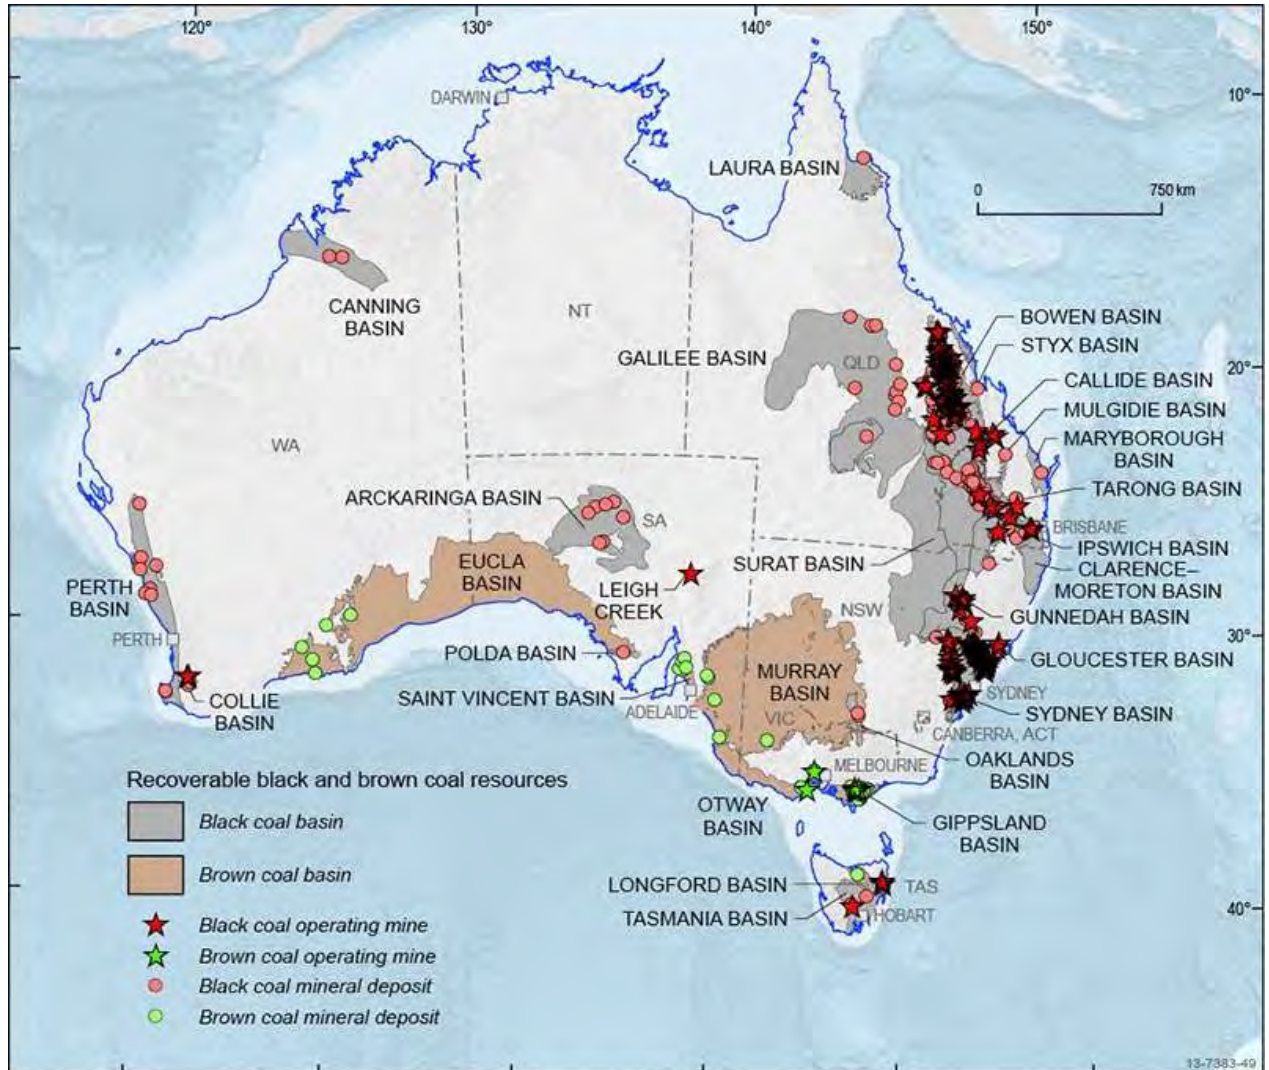 120°
130°
140°
150°
DARWIN
10°
LAURA BASIN
0
750 km
CANNING
BASIN
NT
BOWEN BASIN
STYX BASIN
GALILEE BASIN
QLD
20°
CALLIDE BASIN
MULGIDIE BASIN
WA
MARYBOROUGH
BASIN
TARONG BASIN
ARCKARINGA BASIN
SA
BRISBANE
IPSWICH BASIN
EUCLA
BASIN
SURAT BASIN
CLARENCE–
MORETON BASIN
LEIGH
CREEK
PERTH
BASIN
NSW
GUNNEDAH BASIN
PERTH
30°
POLDA BASIN
GLOUCESTER BASIN
MURRAY
BASIN
SAINT VINCENT BASIN
SYDNEY
COLLIE
BASIN
ADELAIDE
VIC
SYDNEY BASIN
CANBERRA, ACT
OAKLANDS
BASIN
MELBOURNE
OTWAY
BASIN
GIPPSLAND
BASIN
LONGFORD BASIN
TAS
TASMANIA BASIN
HOBART
40°
Recoverable black and brown coal resources
Black coal basin
Brown coal basin
Black coal operating mine
Brown coal operating mine
Black coal mineral deposit
Brown coal mineral deposit
13-7383-49